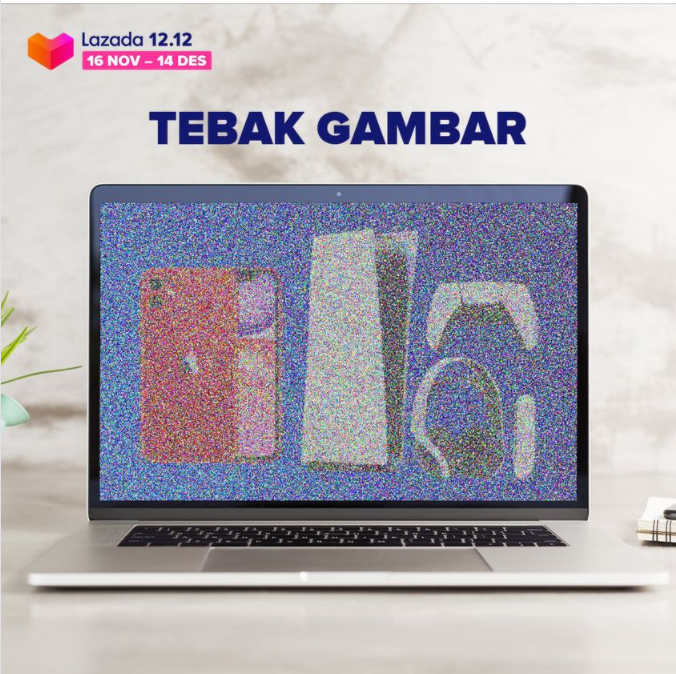 Lazada 12.12
16 NOV – 14 DES
TEBAK GAMBAR